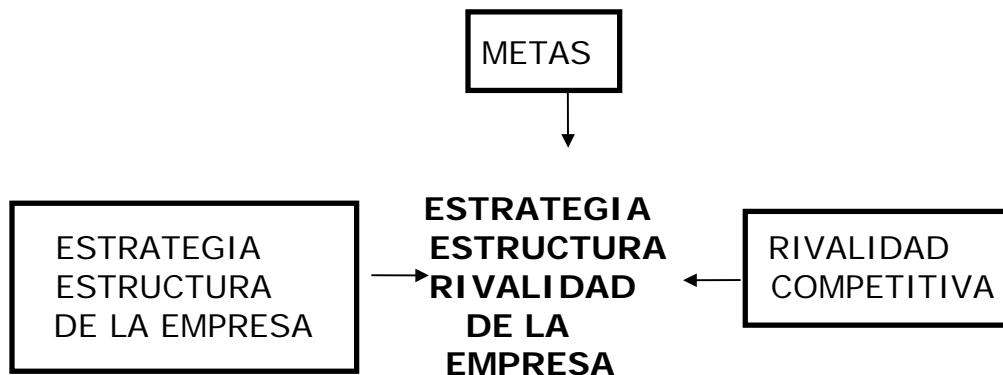 METAS
ESTRATEGIA
ESTRUCTURA
DE LA EMPRESA
ESTRATEGIA
ESTRUCTURA
RIVALIDAD
DE LA
EMPRESA
RIVALIDAD
COMPETITIVA